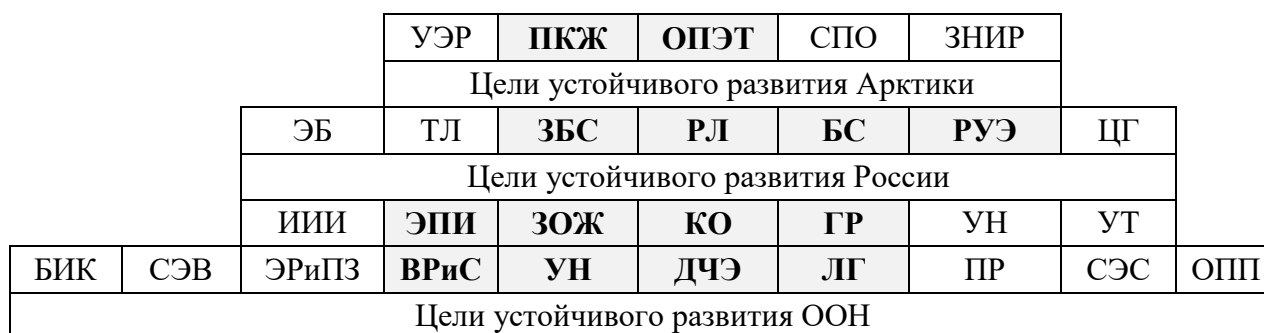 УЭР ПКЖ ОПЭТ СПО ЗНИР
Цели устойчивого развития Арктики
ЭБ ТЛ ЗБС РЛ БС РУЭ ЦГ
Цели устойчивого развития России
ИИИ ЭПИ ЗОЖ КО ГР УН УТ
БИК СЭВ ЭРиПЗ ВРиС УН ДЧЭ ЛГ ПР СЭС ОПП
Цели устойчивого развития ООН